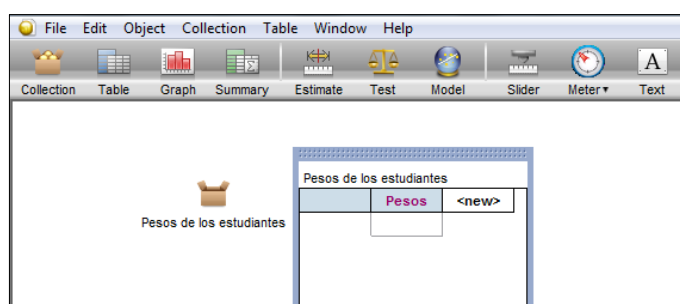 File Edit Object Collection Table Window Help
Collection Table Graph Summary Estimate Test Model Slider Meter▾ A Text
Pesos de los estudiantes
Pesos <new>
Pesos de los estudiantes